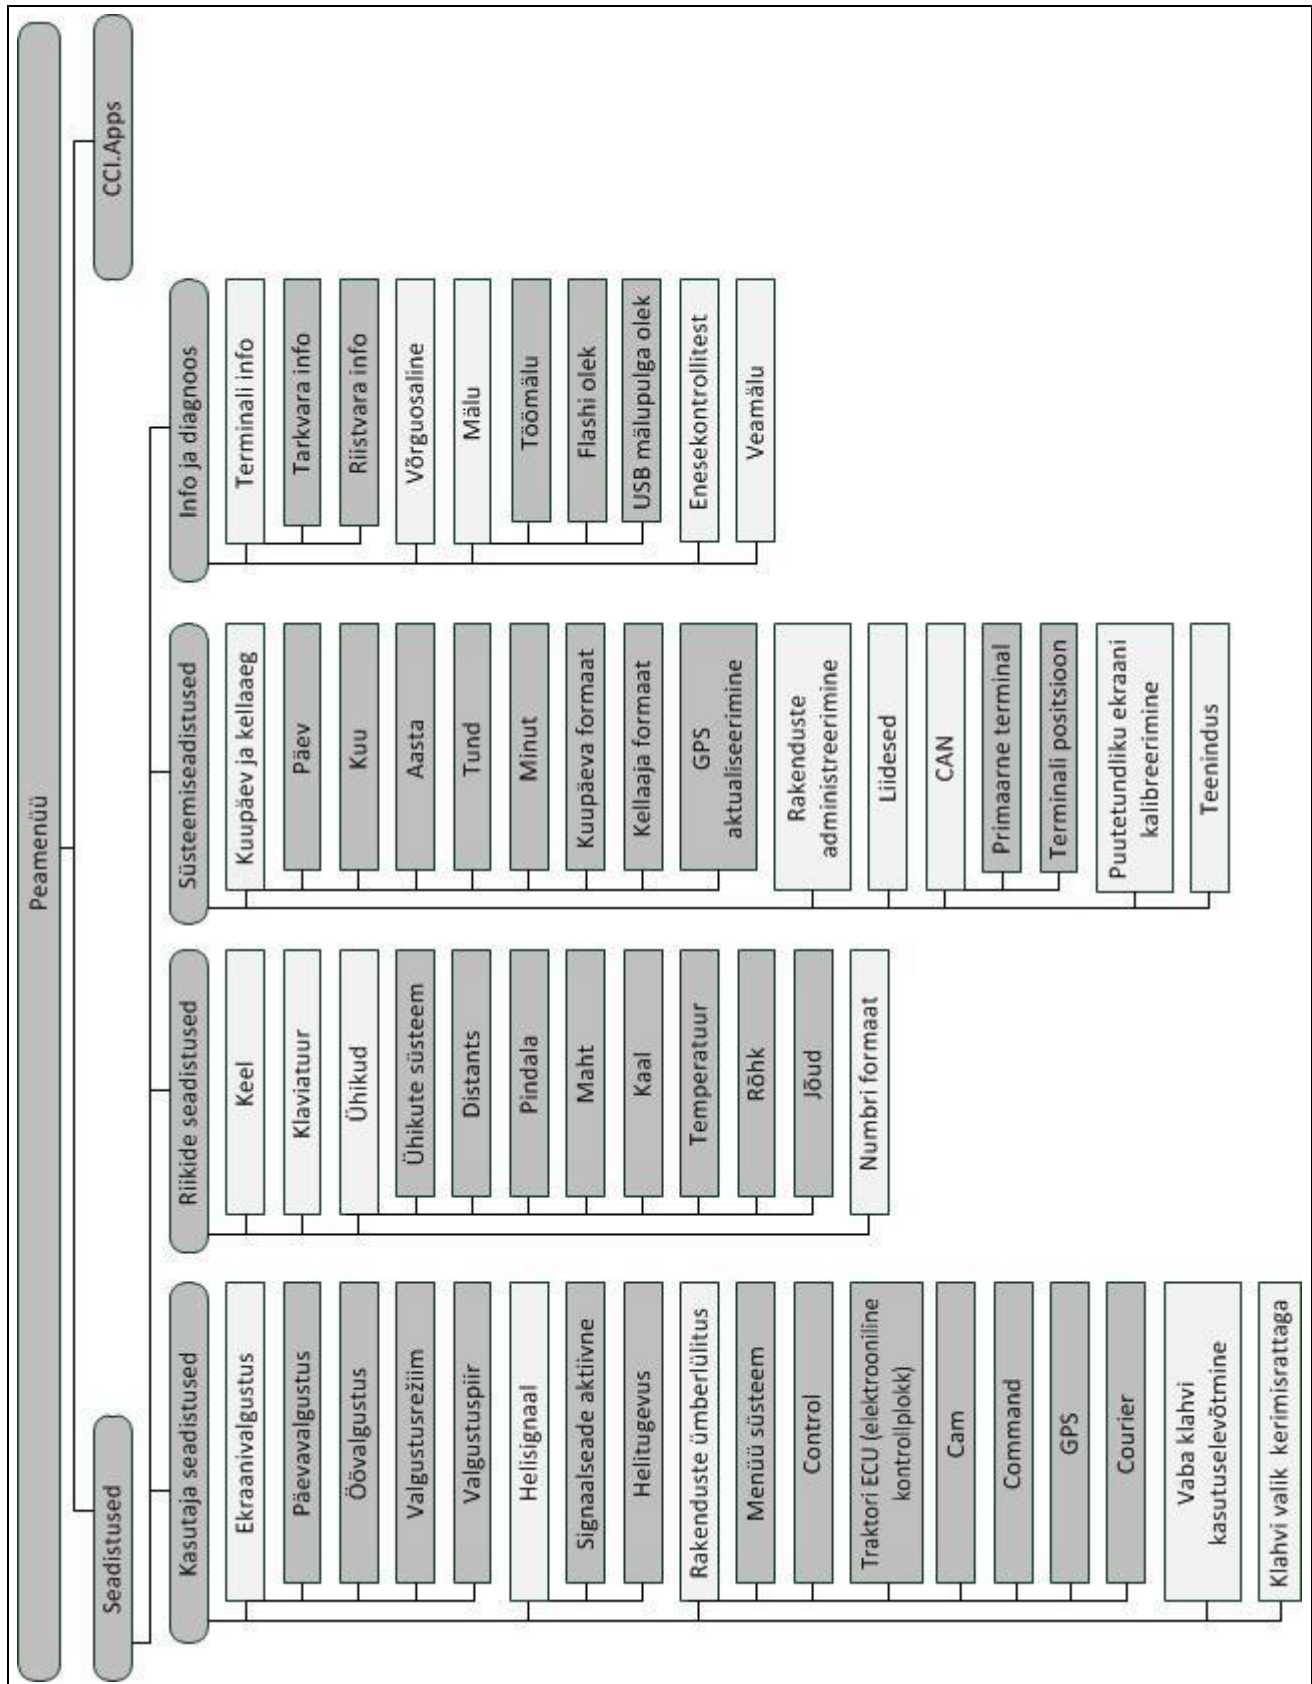 Peamenüü
Seadistused
CCI.Apps
Kasutaja seadistused
Ekraanivalgustus
Päevavalgustus
Öövalgustus
Valgustusrežiim
Valgustuspiir
Helisignaal
Signaalseade aktiivne
Helitugevus
Rakenduste ümberlülitus
Menüü süsteem
Control
Traktori ECU (elektrooniline
kontrollplokk)
Cam
Command
GPS
Courier
Vaba klahvi
kasutuselevõtmine
Klahvi valik kerimisrattaga
Riikide seadistused
Keel
Klaviatuur
Ühikud
Ühikute süsteem
Distants
Pindala
Maht
Kaal
Temperatuur
Rõhk
Jõud
Numbri formaat
Süsteemiseadistused
Kuupäev ja kellaaeg
Päev
Kuu
Aasta
Tund
Minut
Kuupäeva formaat
Kellaaja formaat
GPS
aktualiseerimine
Rakenduste
administreerimine
Liidesed
CAN
Primaarne terminal
Terminali positsioon
Puutetundliku ekraani
kalibreerimine
Teenindus
Info ja diagnoos
Terminali info
Tarkvara info
Riistvara info
Võrguosaline
Mälu
Töömälu
Flashi olek
USB mälupulga olek
Enesekontrollitest
Veamälu